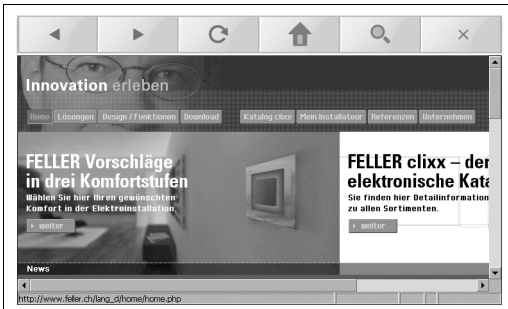 Innovation erleben
Home Lösungen Design / Funktionen Download Katalog clixx Mein Installateur Referenzen Unternehmen
FELLER Vorschläge
in drei Komfortstufen
Wählen Sie hier Ihren gewünschten
Komfort in der Elektroinstallation.
weiter
FELLER clixx – der
elektronische Kata
Sie finden hier Detailinformation
zu allen Sortimenten.
weiter
News
http://www.feller.ch/lang_d/home/home.php